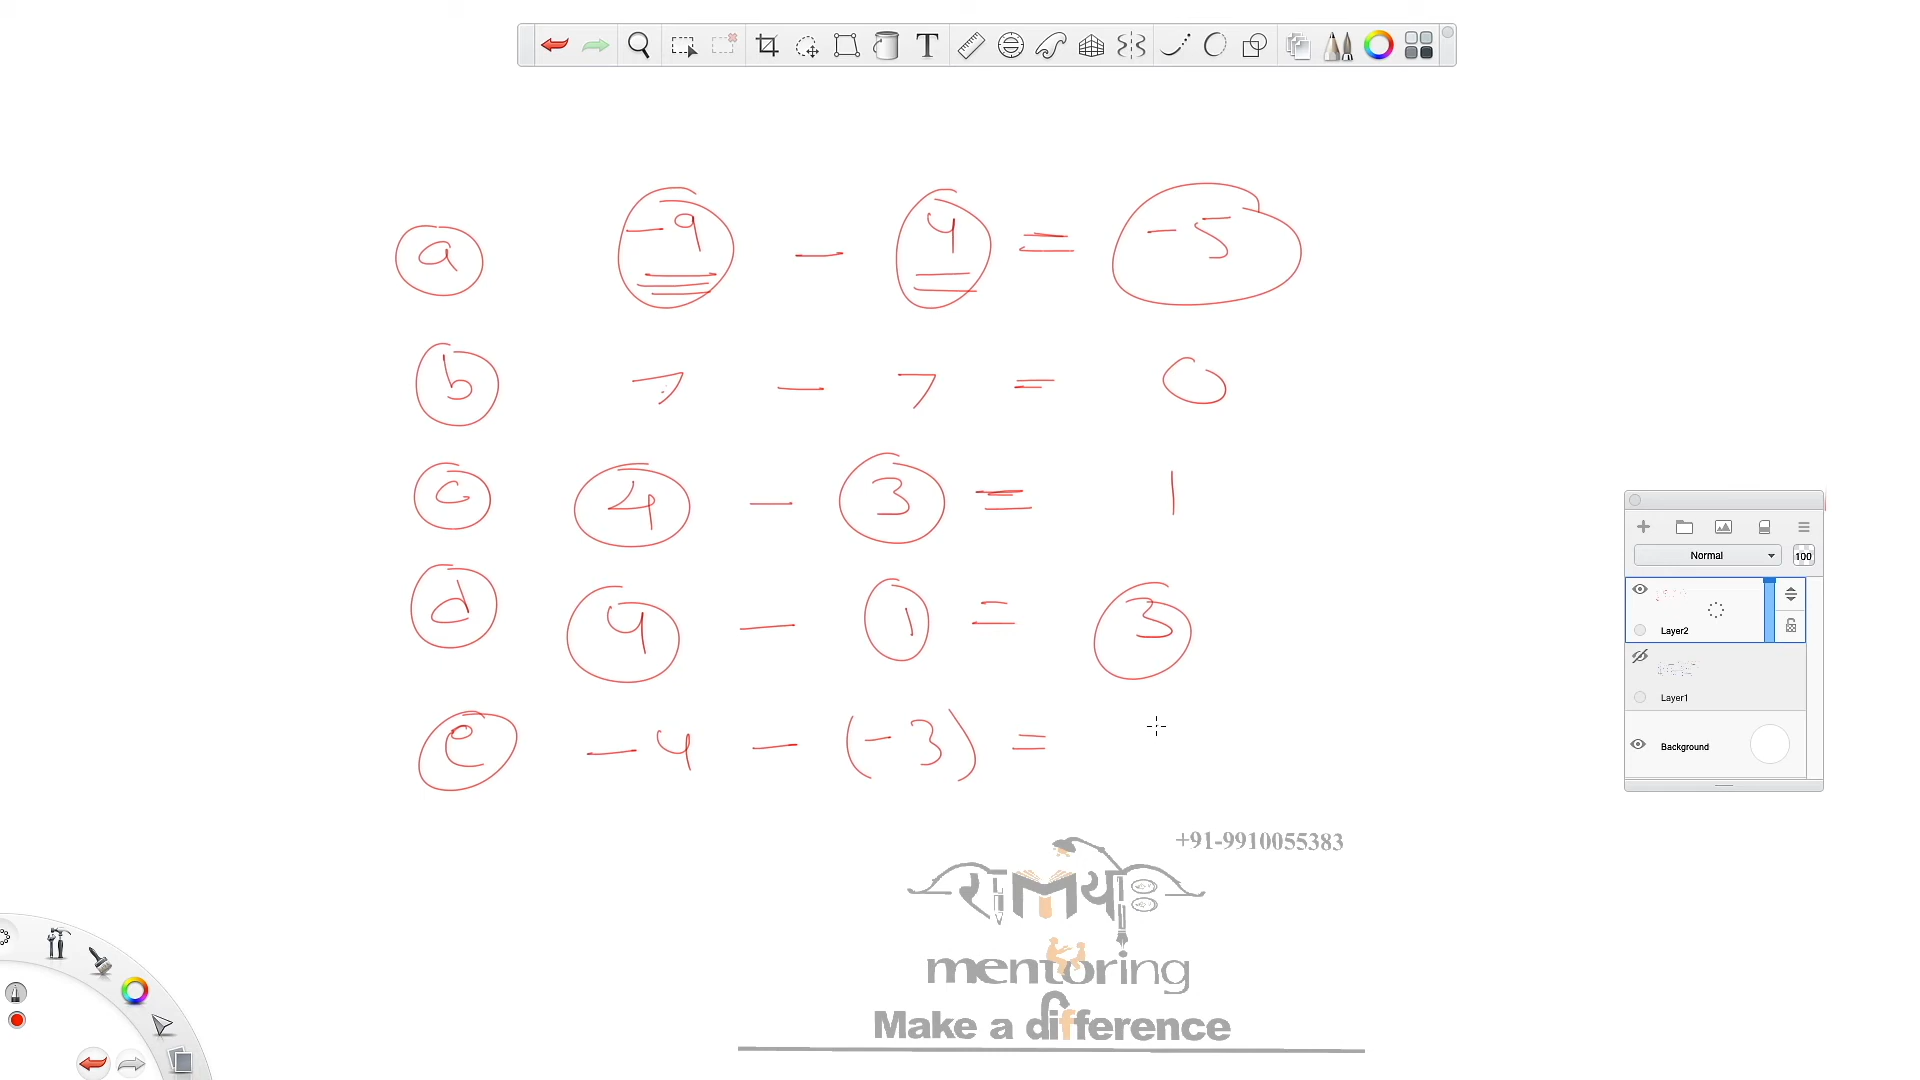 a -9 - 4 = -5
b 7 - 7 = 0
c 4 - 3 = 1
d 4 - 1 = 3
e -4 - (-3) =
T
100
Normal
Layer2
Layer1
Background
+91-9910055383
राMया
mentoring
Make a difference